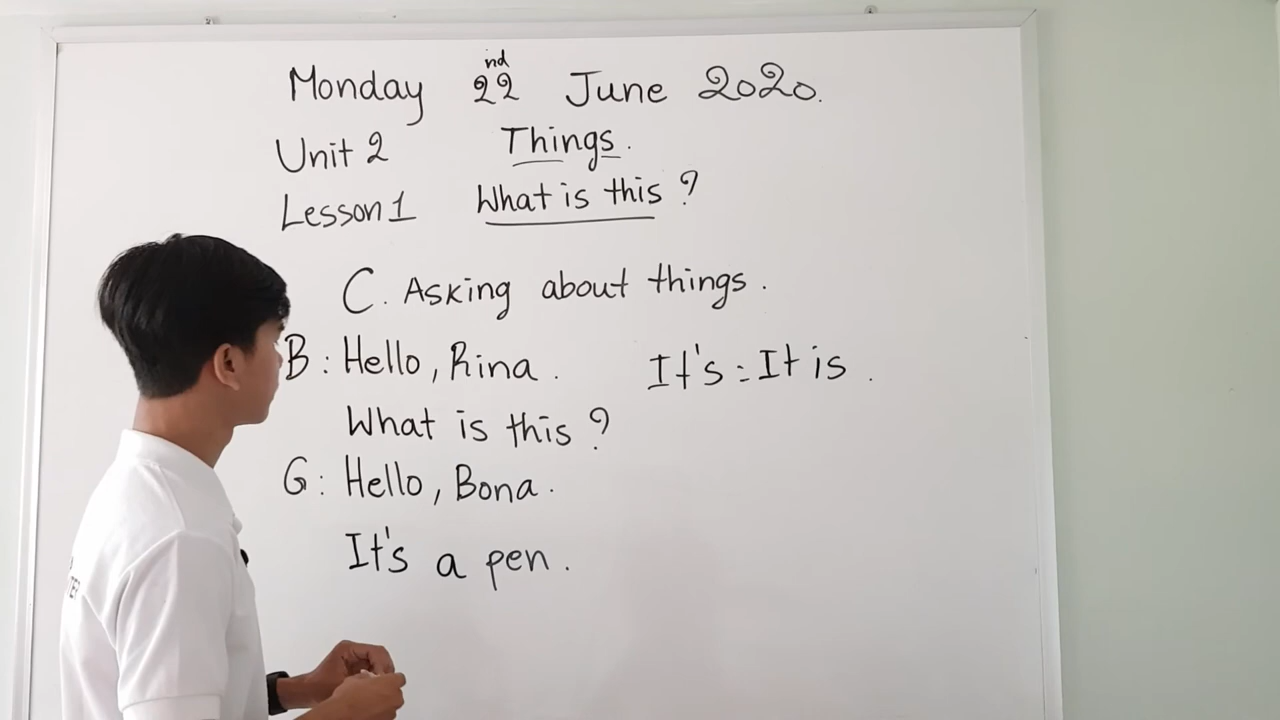 Monday 22nd June 2020.
Unit 2 Things.
Lesson 1 What is this ?
C. Asking about things.
B : Hello, Rina. It's = It is.
What is this ?
G : Hello, Bona.
It's a pen.